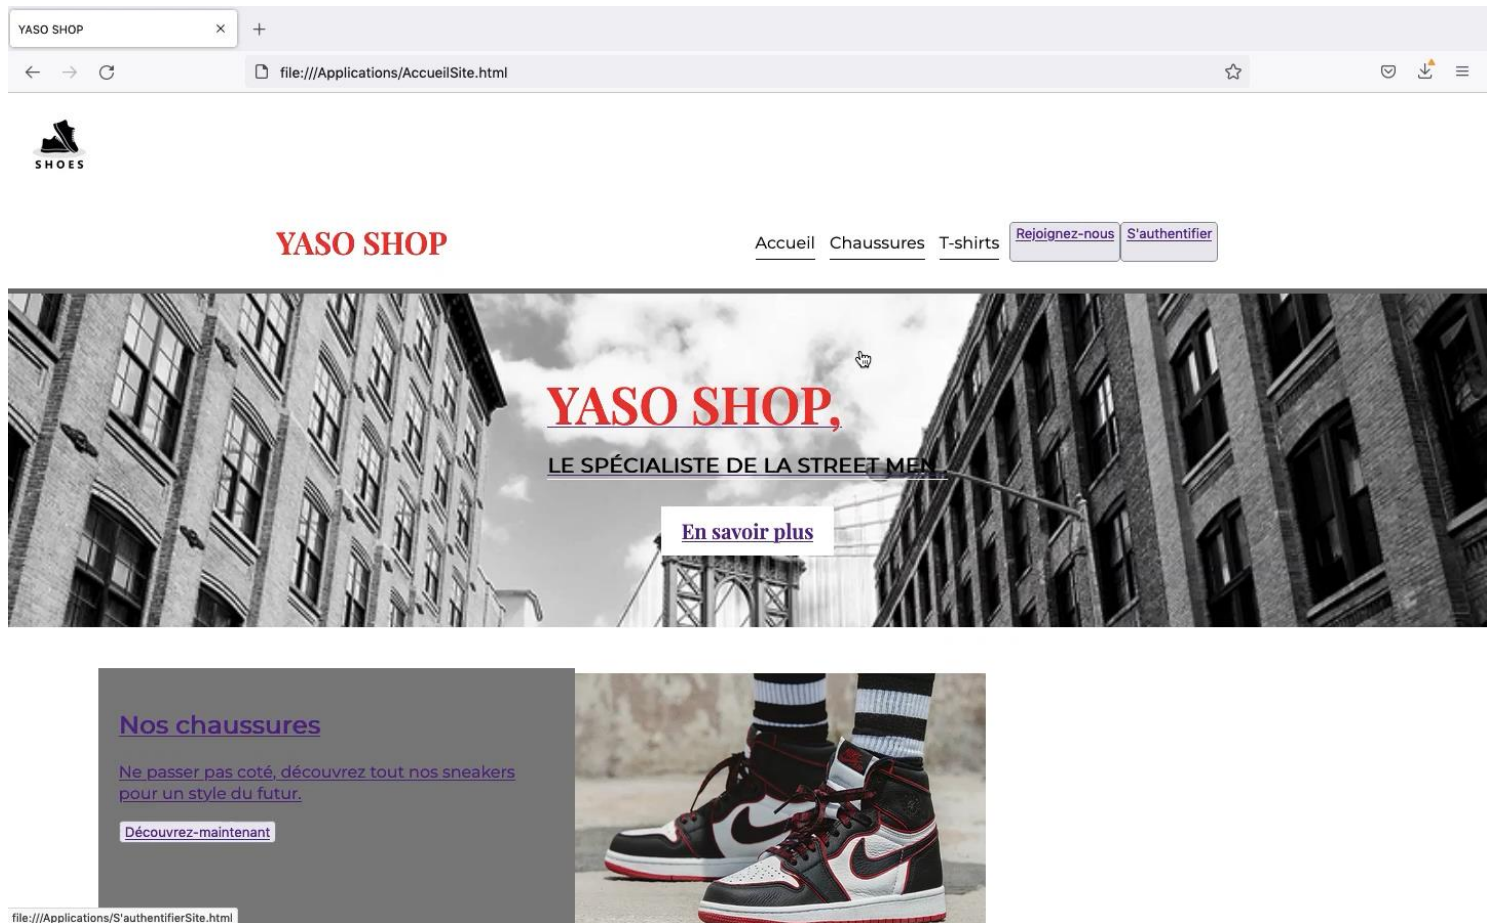 YASO SHOP
file:///Applications/AccueilSite.html
SHOES
YASO SHOP
Accueil Chaussures T-shirts Rejoignez-nous S'authentifier
YASO SHOP,
LE SPÉCIALISTE DE LA STREET MEN
En savoir plus
Nos chaussures
Ne passer pas coté, découvrez tout nos sneakers
pour un style du futur.
Découvrez-maintenant
file:///Applications/S'authentifierSite.html